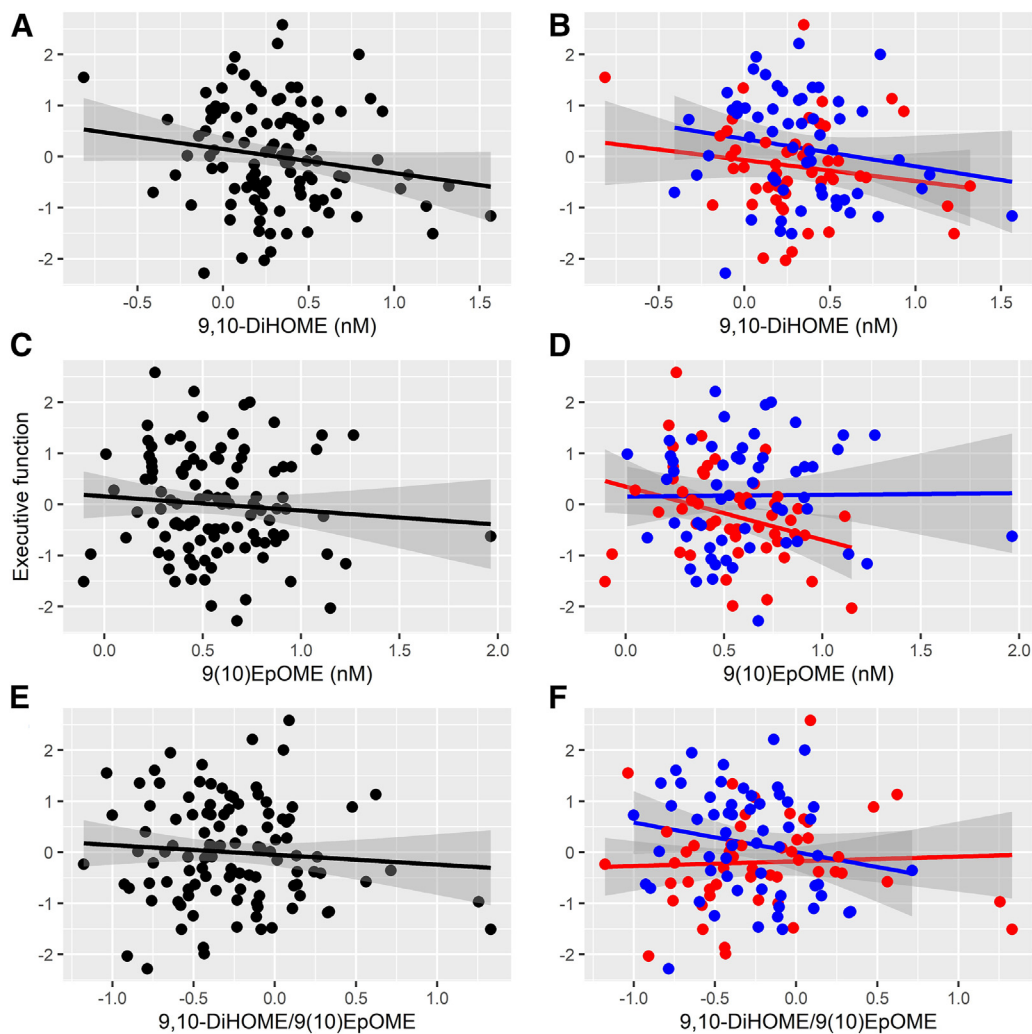 A
B
2
1
0
-1
-2
2
1
0
-1
-2
-0.5 0.0 0.5 1.0 1.5
-0.5 0.0 0.5 1.0 1.5
9,10-DiHOME (nM)
9,10-DiHOME (nM)
C
D
Executive function
2
1
0
-1
-2
2
1
0
-1
-2
0.0 0.5 1.0 1.5 2.0
0.0 0.5 1.0 1.5 2.0
9(10)EpOME (nM)
9(10)EpOME (nM)
E
F
2
1
0
-1
-2
2
1
0
-1
-2
-1.0 -0.5 0.0 0.5 1.0
-1.0 -0.5 0.0 0.5 1.0
9,10-DiHOME/9(10)EpOME
9,10-DiHOME/9(10)EpOME